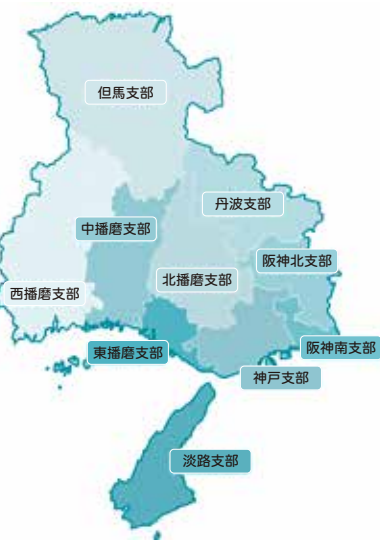 但馬支部
丹波支部
中播磨支部
阪神北支部
北播磨支部
西播磨支部
東播磨支部
阪神南支部
神戸支部
淡路支部